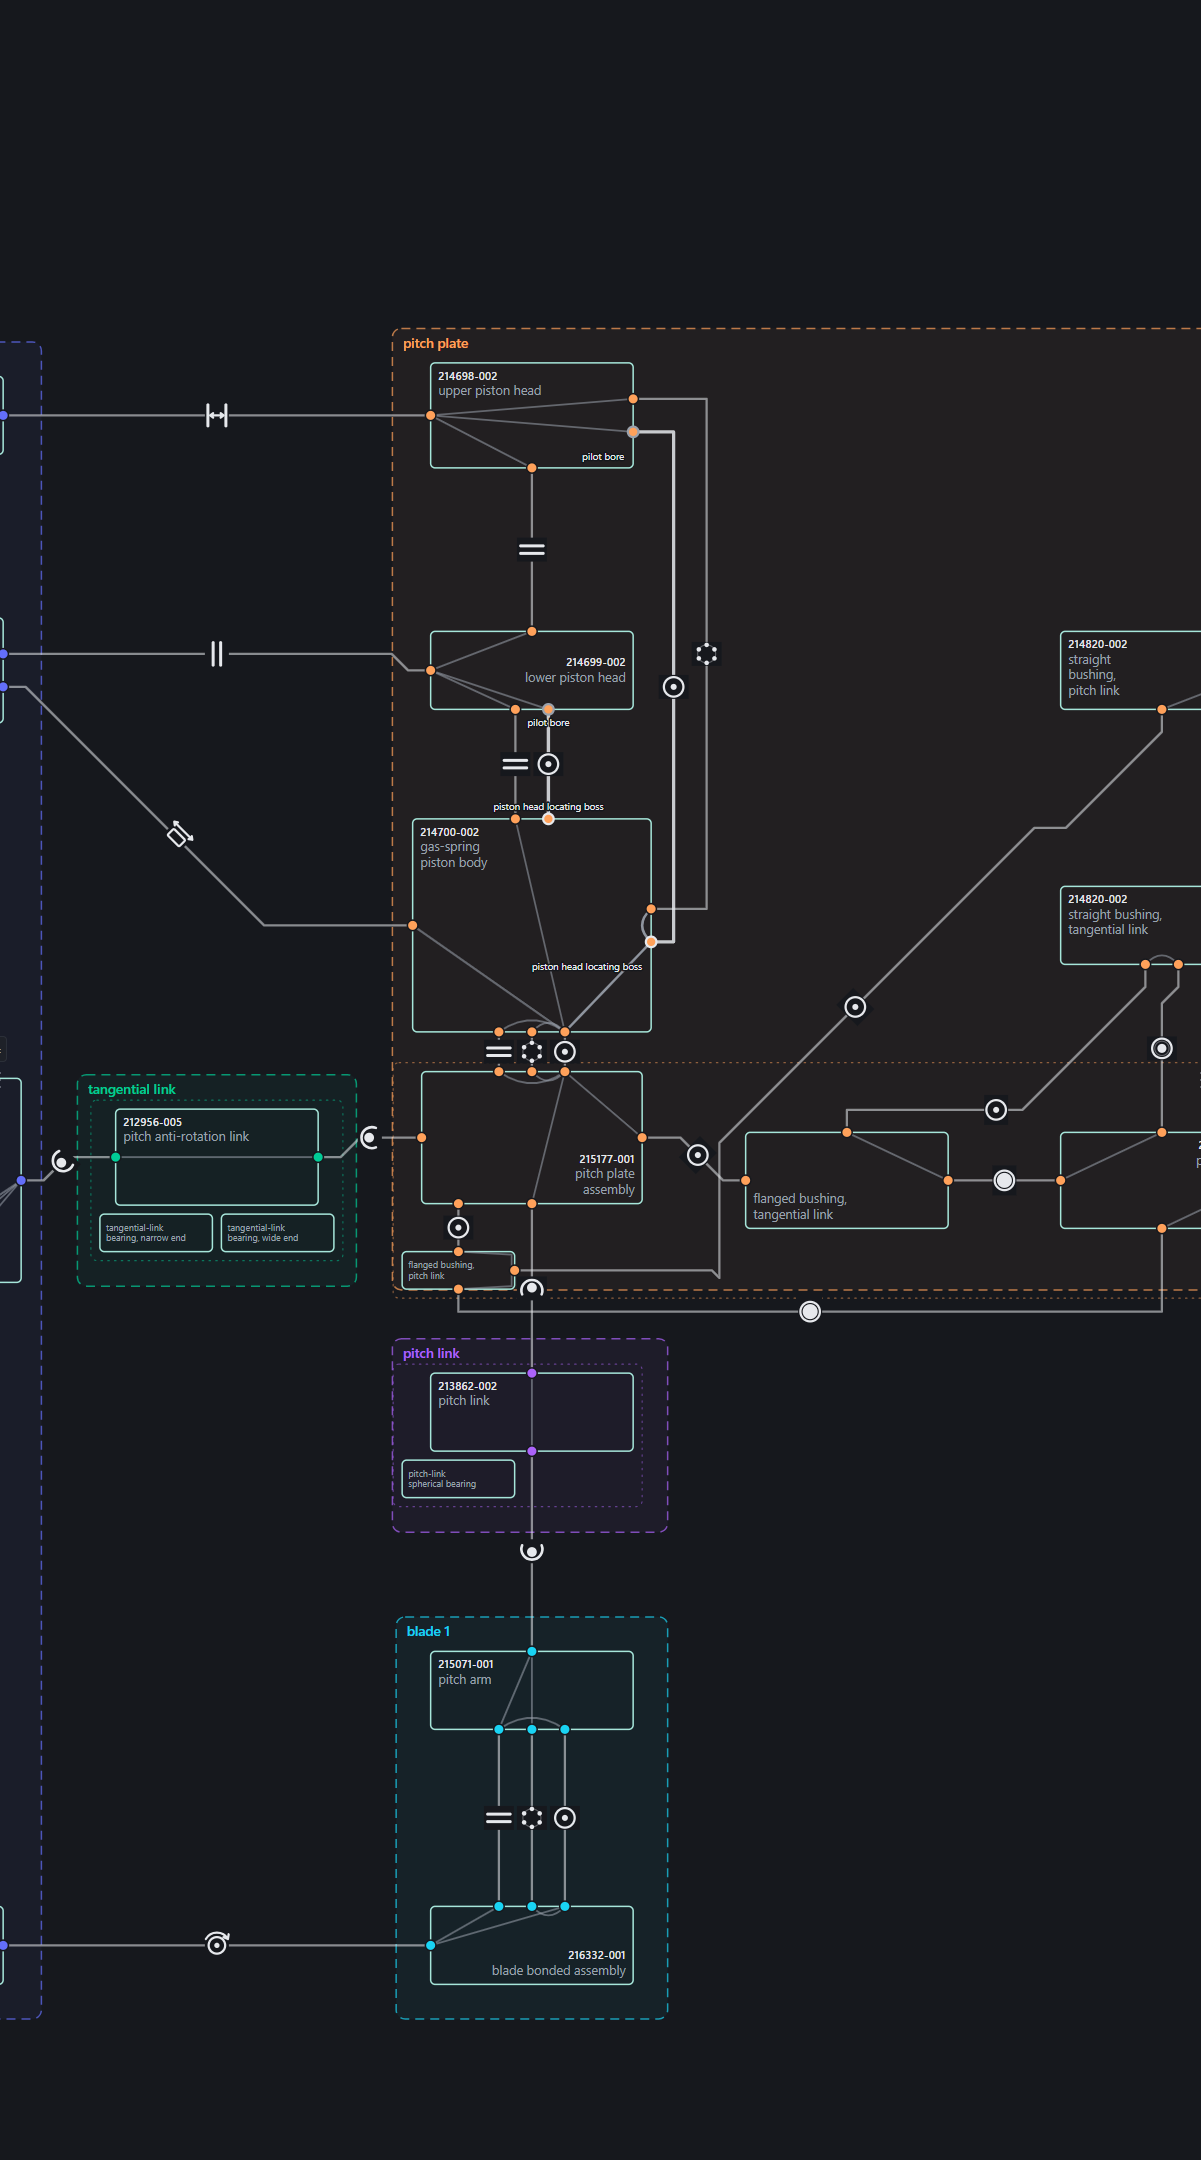 pitch plate
214698-002
upper piston head
pilot bore
214699-002
lower piston head
pilot bore
piston head locating boss
214700-002
gas-spring
piston body
piston head locating boss
214820-002
straight
bushing,
pitch link
214820-002
straight bushing,
tangential link
tangential link
212956-005
pitch anti-rotation link
tangential-link
bearing, narrow end
tangential-link
bearing, wide end
215177-001
pitch plate
assembly
flanged bushing,
tangential link
flanged bushing,
pitch link
pitch link
213862-002
pitch link
pitch-link
spherical bearing
blade 1
215071-001
pitch arm
216332-001
blade bonded assembly